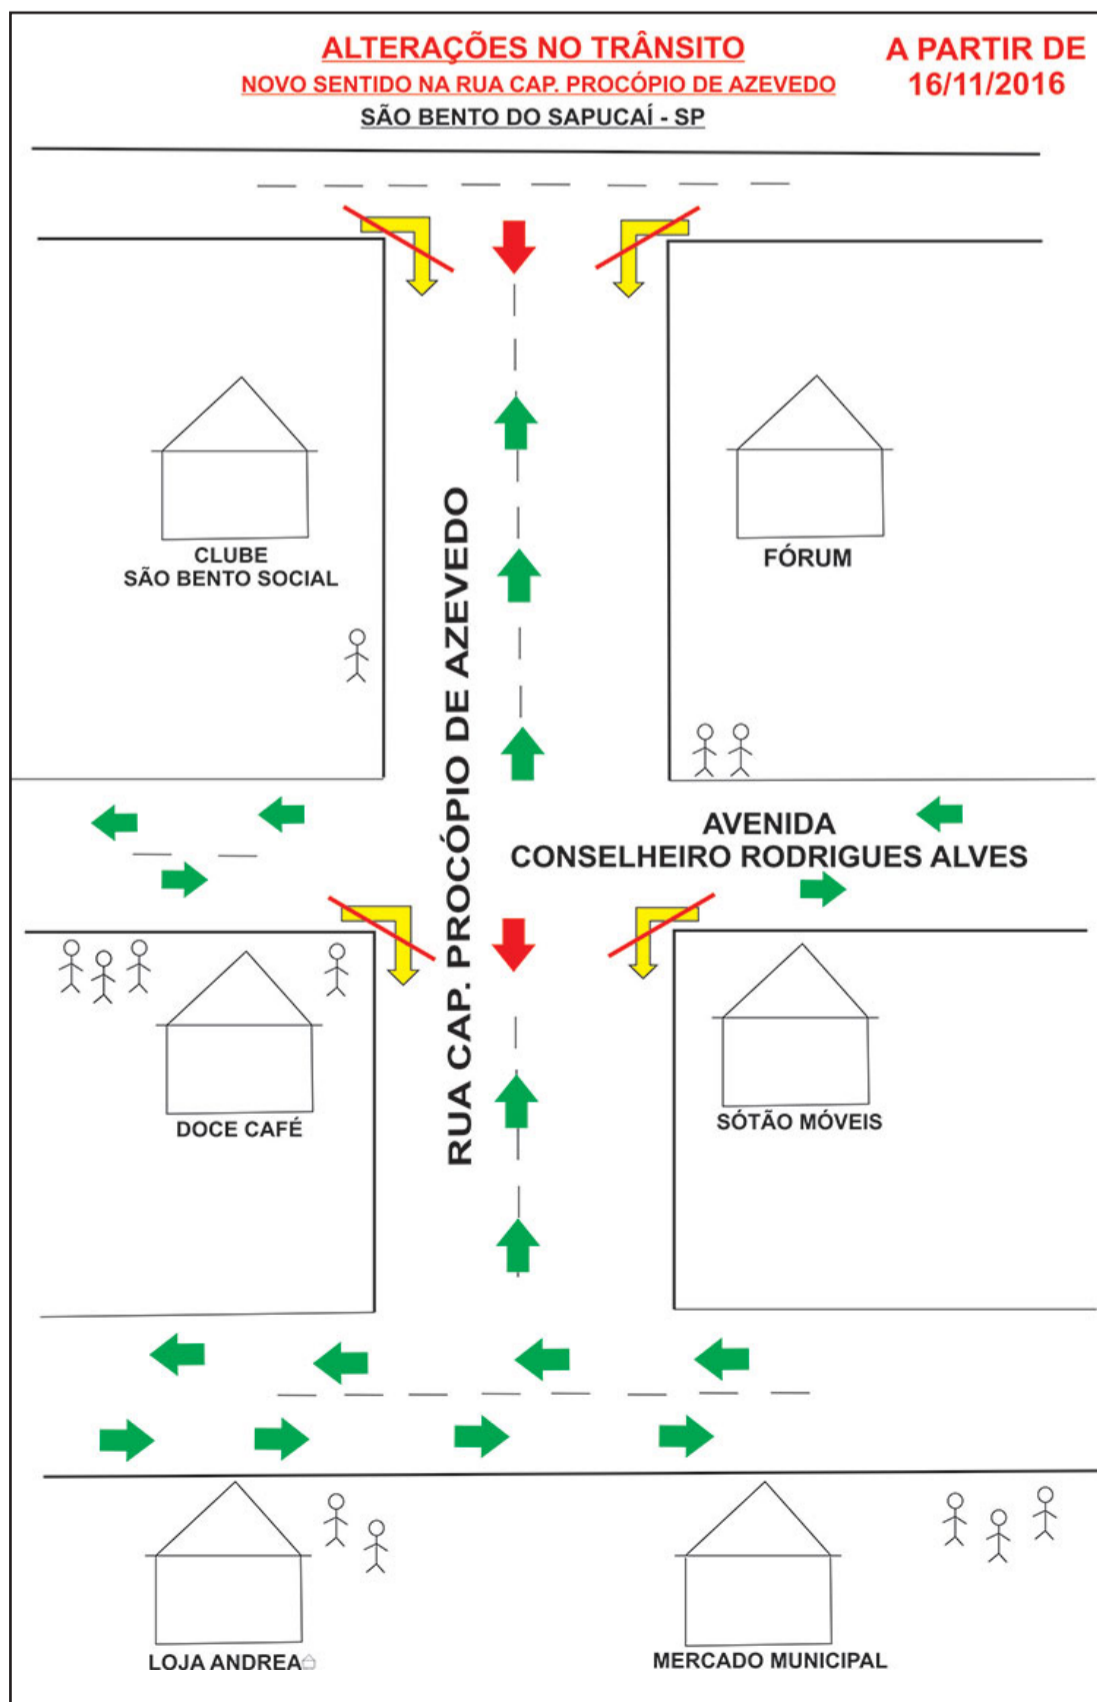 ALTERAÇÕES NO TRÂNSITO
NOVO SENTIDO NA RUA CAP. PROCÓPIO DE AZEVEDO
SÃO BENTO DO SAPUCAÍ - SP
A PARTIR DE
16/11/2016
CLUBE
SÃO BENTO SOCIAL
FÓRUM
RUA CAP. PROCÓPIO DE AZEVEDO
AVENIDA
CONSELHEIRO RODRIGUES ALVES
DOCE CAFÉ
SÓTÃO MÓVEIS
LOJA ANDREA
MERCADO MUNICIPAL